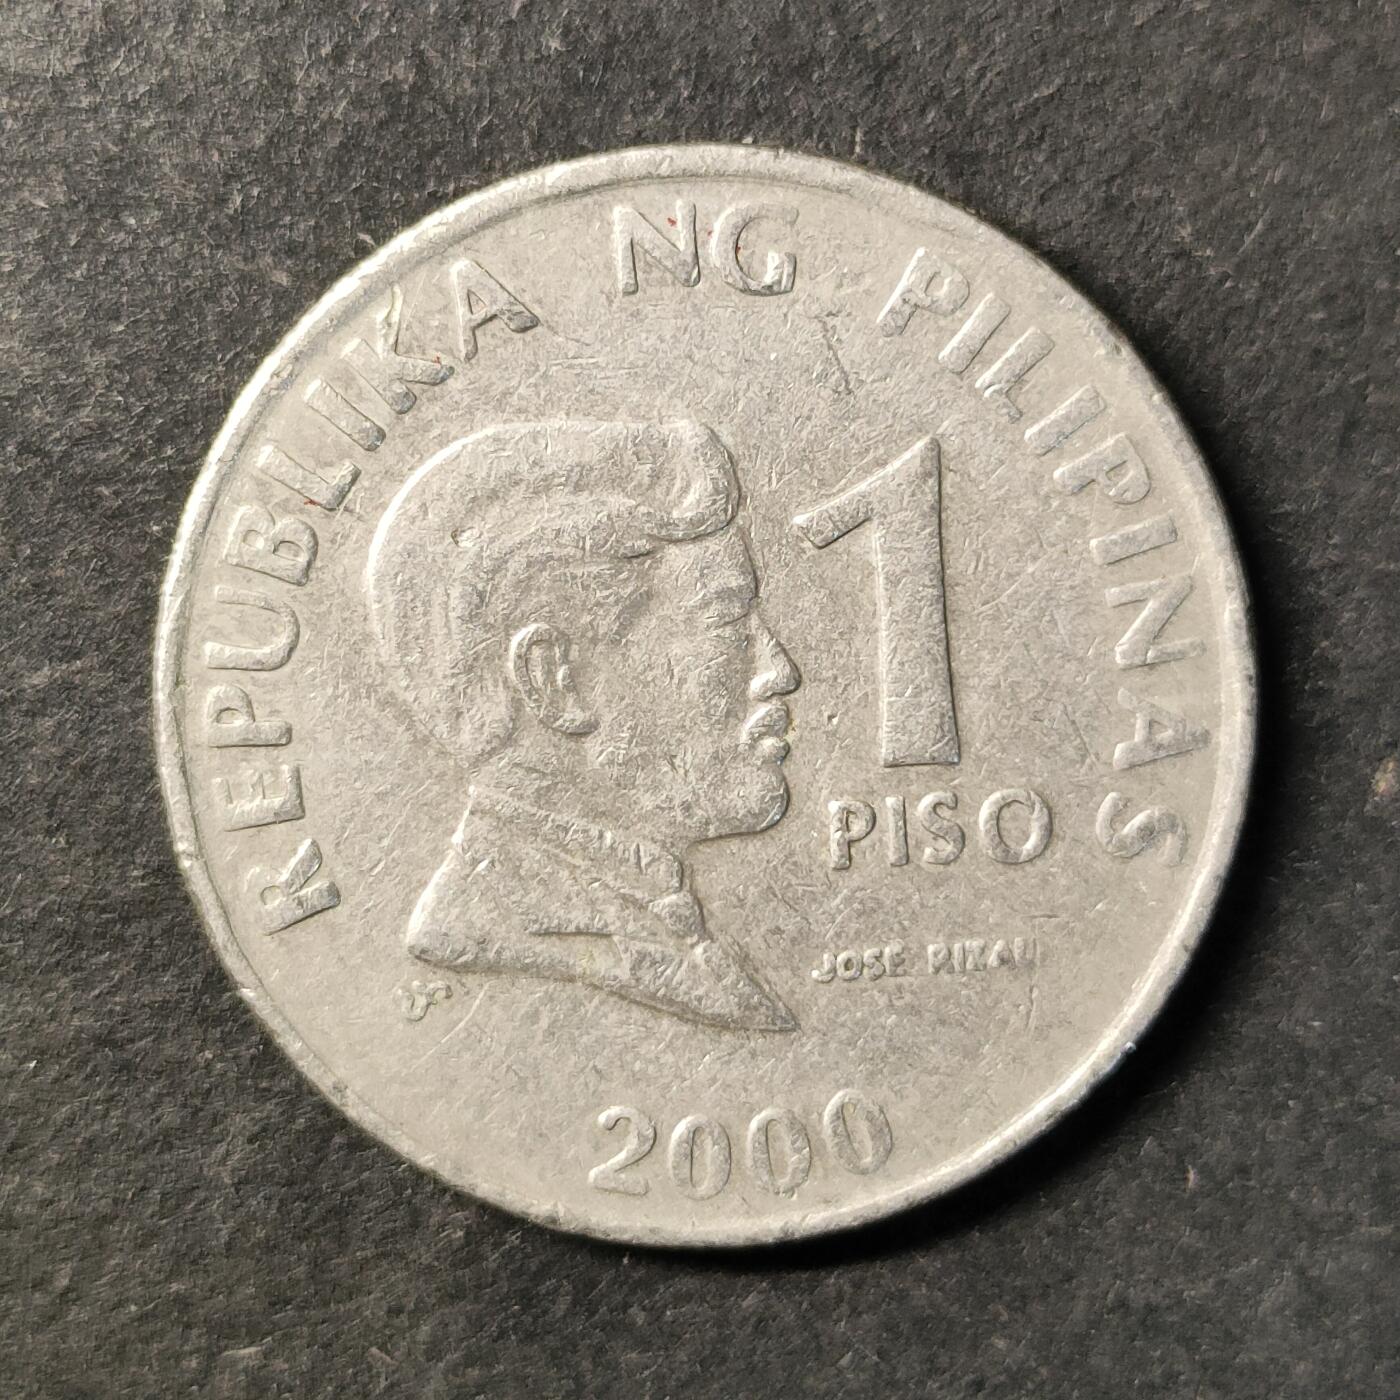 REPUBLIKA NG PILIPINAS
1
PISO
JOSE RIZAL
2000